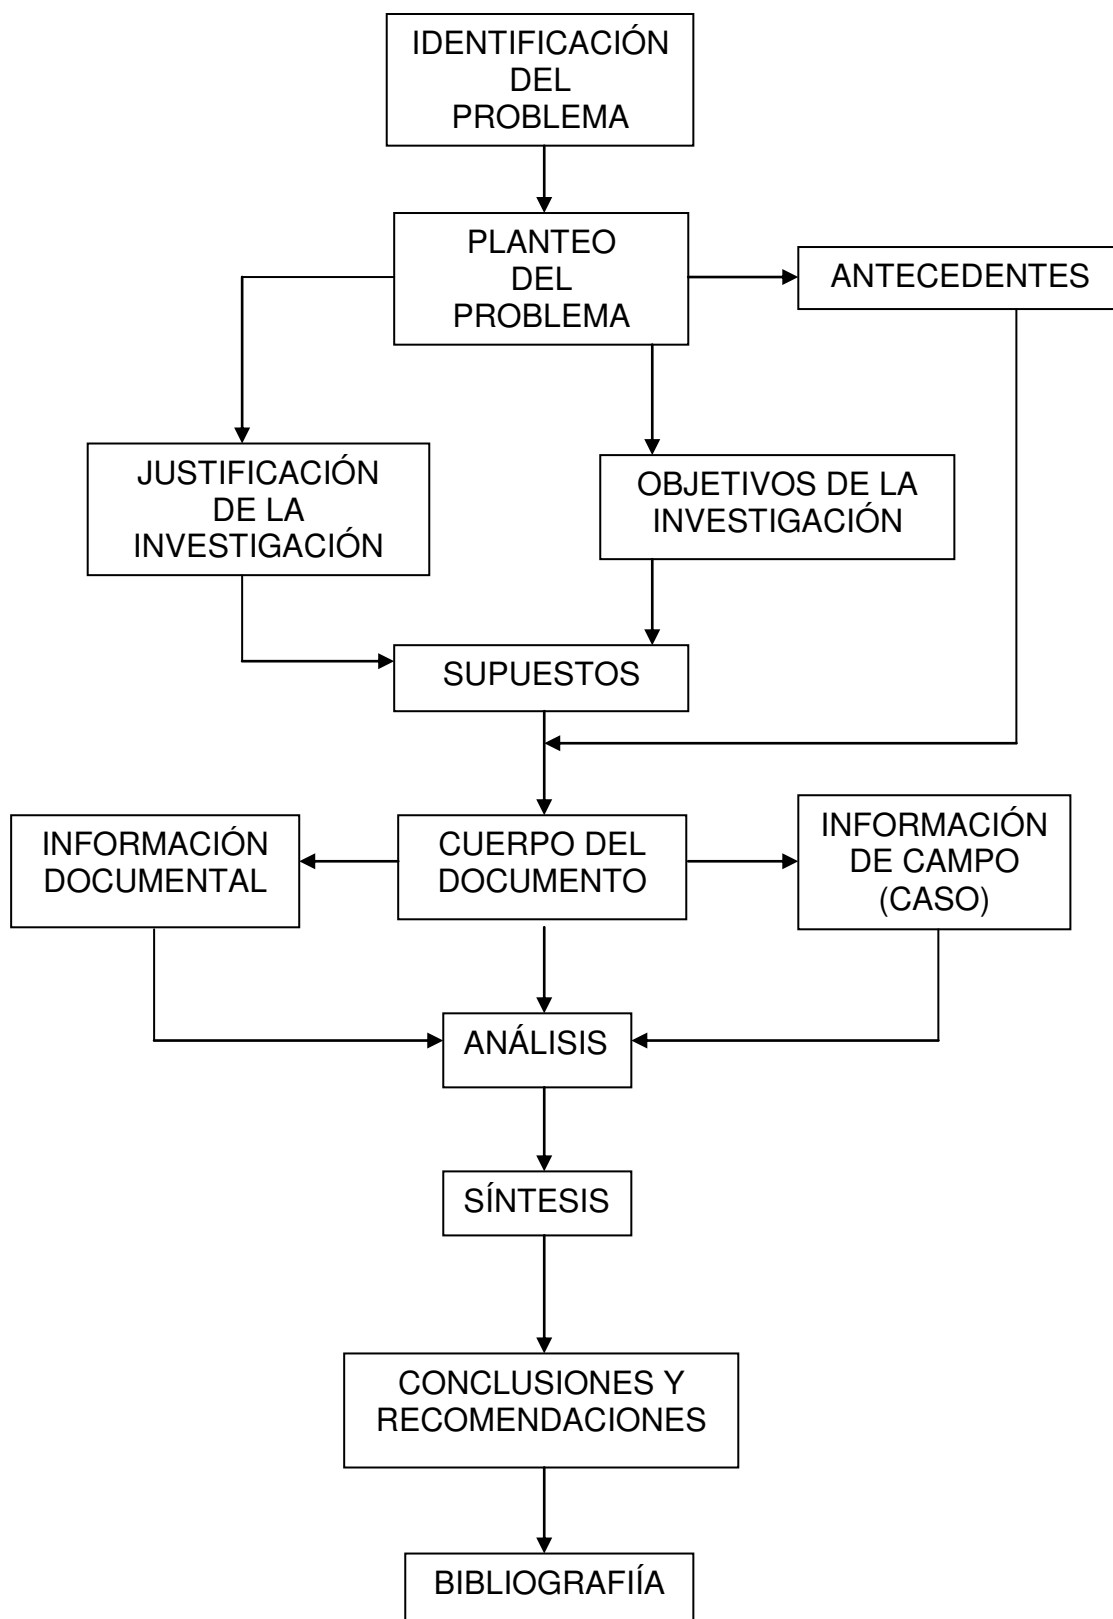 IDENTIFICACIÓN
DEL
PROBLEMA
PLANTEO
DEL
PROBLEMA
ANTECEDENTES
JUSTIFICACIÓN
DE LA
INVESTIGACIÓN
OBJETIVOS DE LA
INVESTIGACIÓN
SUPUESTOS
INFORMACIÓN
DOCUMENTAL
CUERPO DEL
DOCUMENTO
INFORMACIÓN
DE CAMPO
(CASO)
ANÁLISIS
SÍNTESIS
CONCLUSIONES Y
RECOMENDACIONES
BIBLIOGRAFIÍA